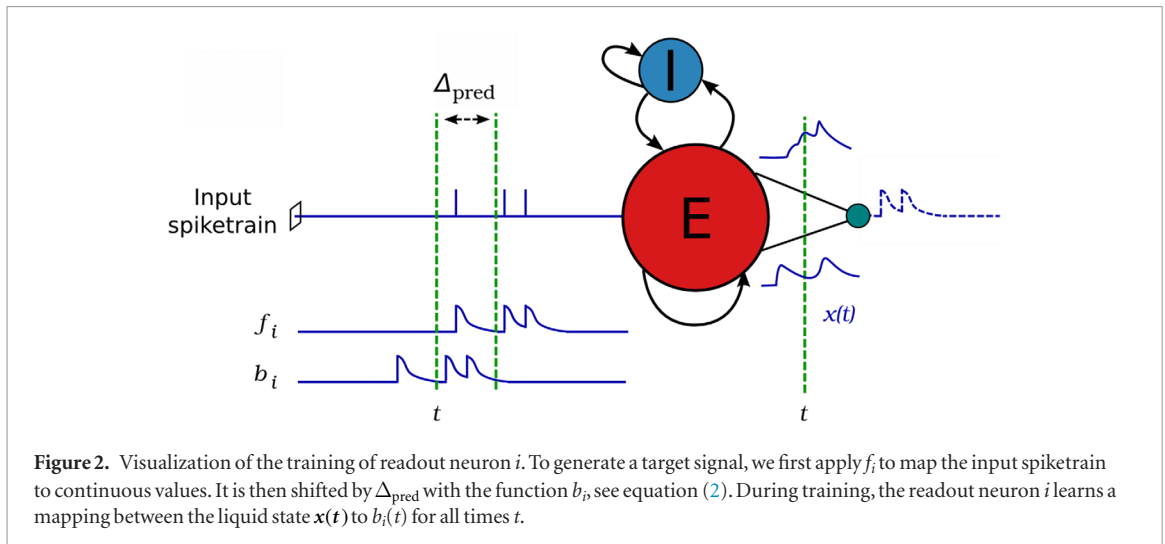 Δpred
I
Input
spiketrain
E
f i
x(t)
b i
t
t
Figure 2. Visualization of the training of readout neuron i. To generate a target signal, we first apply fi to map the input spiketrain
to continuous values. It is then shifted by Δpred with the function bi, see equation (2). During training, the readout neuron i learns a
mapping between the liquid state x(t) to bi(t) for all times t.